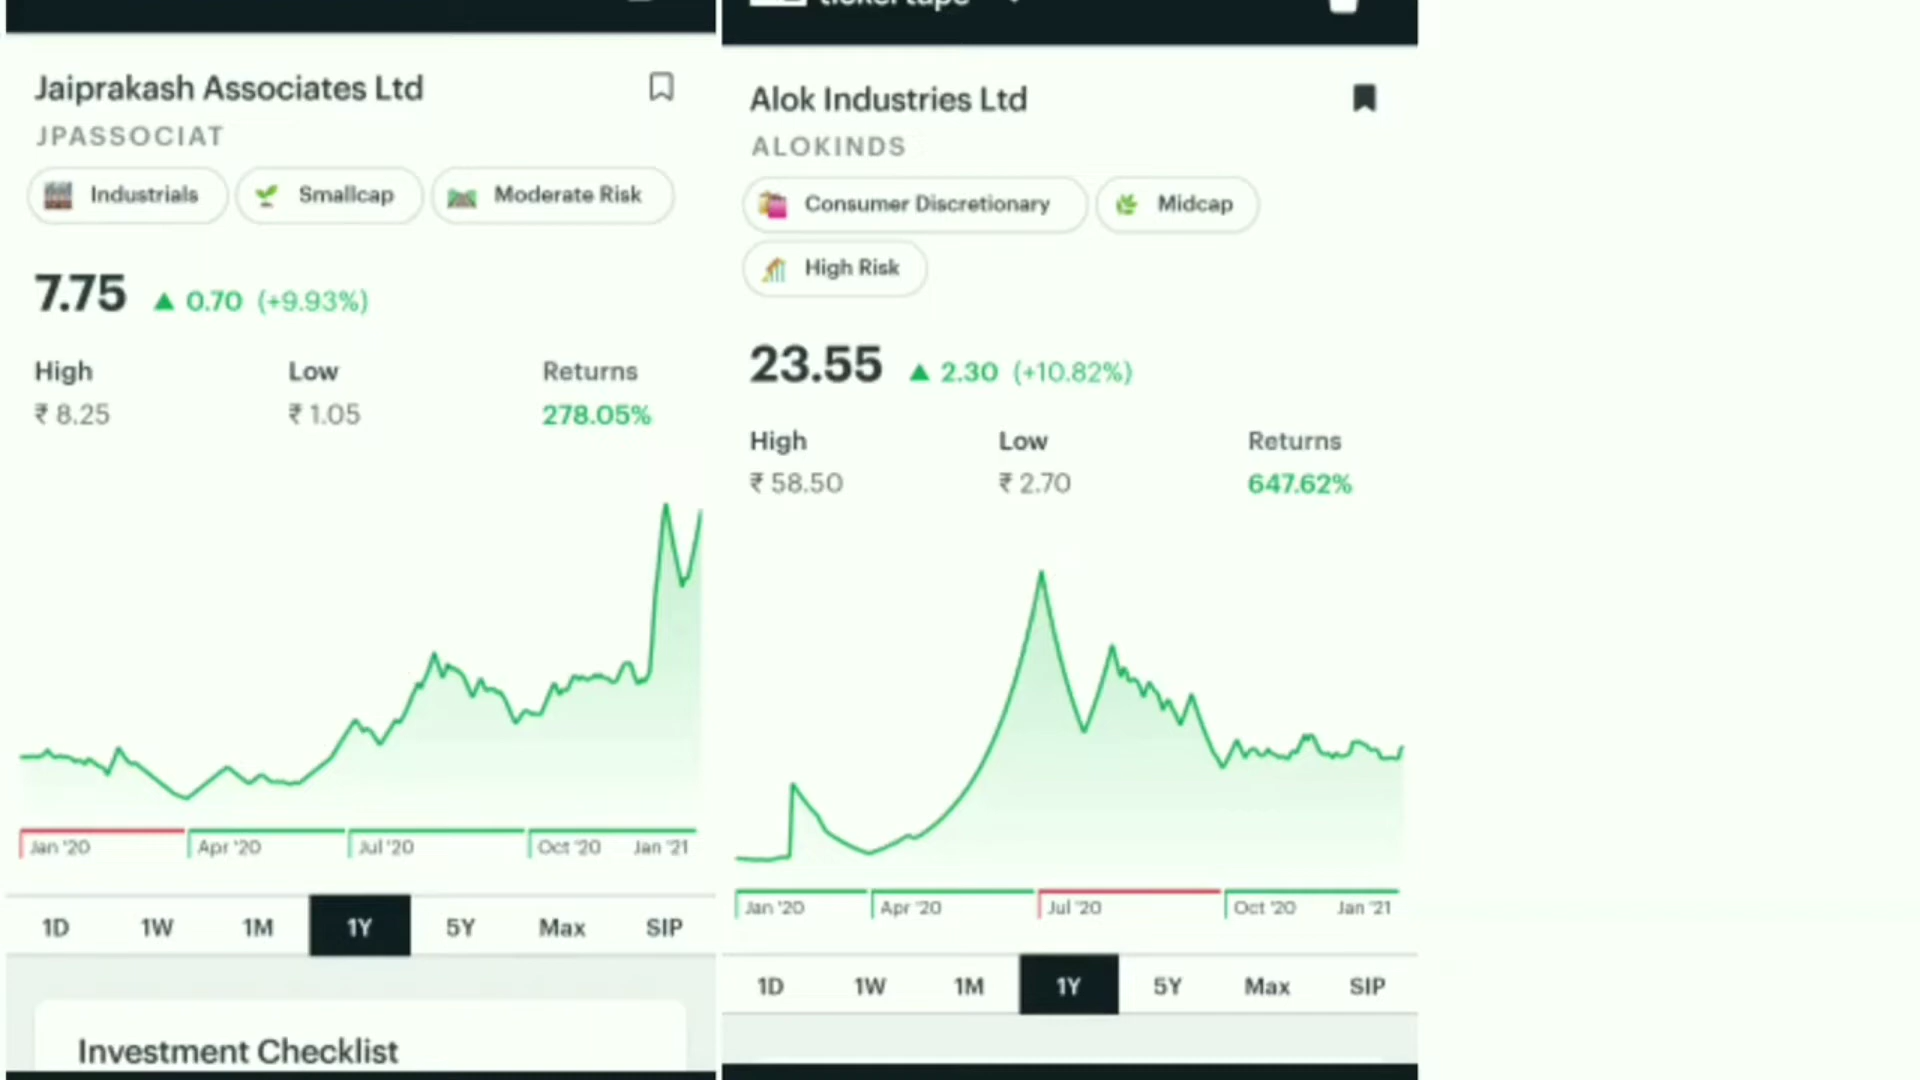 Jaiprakash Associates Ltd
JPASSOCIAT
Industrials Smallcap Moderate Risk
7.75 ▲ 0.70 (+9.93%)
High Low Returns
₹ 8.25 ₹ 1.05 278.05%
Jan '20 Apr '20 Jul '20 Oct '20 Jan '21
1D 1W 1M 1Y 5Y Max SIP
Investment Checklist
tickertape
Alok Industries Ltd
ALOKINDS
Consumer Discretionary Midcap
High Risk
23.55 ▲ 2.30 (+10.82%)
High Low Returns
₹ 58.50 ₹ 2.70 647.62%
Jan '20 Apr '20 Jul '20 Oct '20 Jan '21
1D 1W 1M 1Y 5Y Max SIP